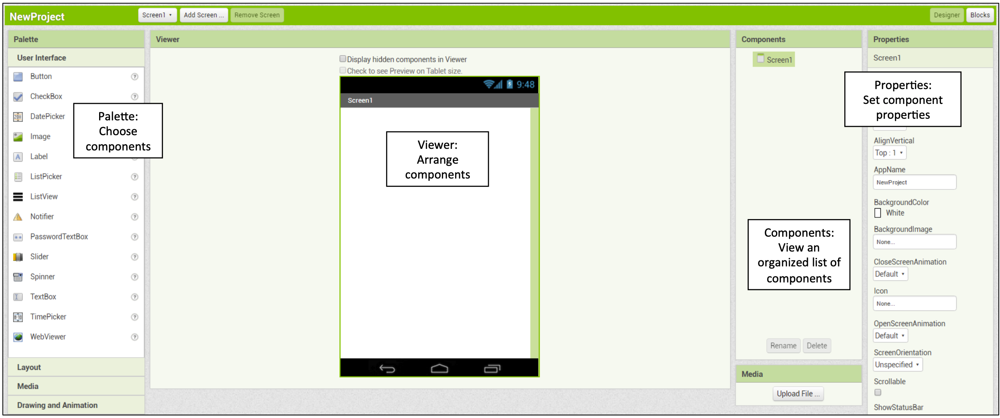 NewProject
Screen1
Add Screen ...
Remove Screen
Designer
Blocks
Palette
User Interface
Button
CheckBox
DatePicker
Image
Label
ListPicker
ListView
Notifier
PasswordTextBox
Slider
Spinner
TextBox
TimePicker
WebViewer
Layout
Media
Drawing and Animation
Palette:
Choose
components
Viewer
Display hidden components in Viewer
Check to see Preview on Tablet size.
9:48
Screen1
Viewer:
Arrange
components
Components
Screen1
Components:
View an
organized list of
components
Rename
Delete
Media
Upload File ...
Properties
Screen1
Properties:
Set component
properties
AlignVertical
Top : 1
AppName
NewProject
BackgroundColor
White
BackgroundImage
None...
CloseScreenAnimation
Default
Icon
None...
OpenScreenAnimation
Default
ScreenOrientation
Unspecified
Scrollable
ShowStatusBar